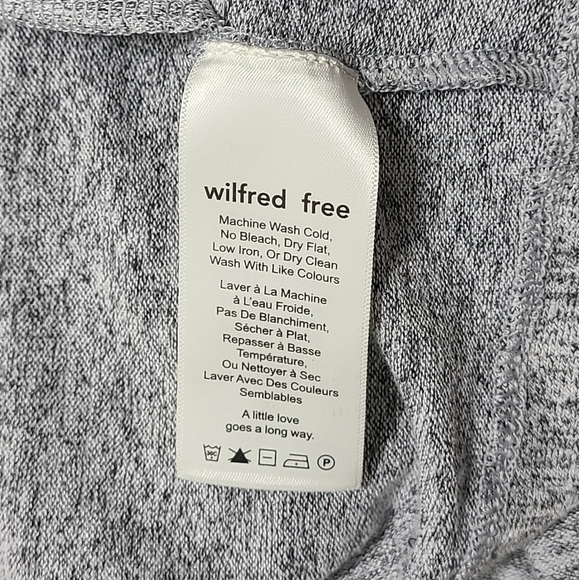 wilfred free
Machine Wash Cold,
No Bleach, Dry Flat,
Low Iron, Or Dry Clean
Wash With Like Colours
Laver à La Machine
à L'eau Froide,
Pas De Blanchiment,
Sécher à Plat,
Repasser à Basse
Température,
Ou Nettoyer à Sec
Laver Avec Des Couleurs
Semblables
A little love
goes a long way.
30C P